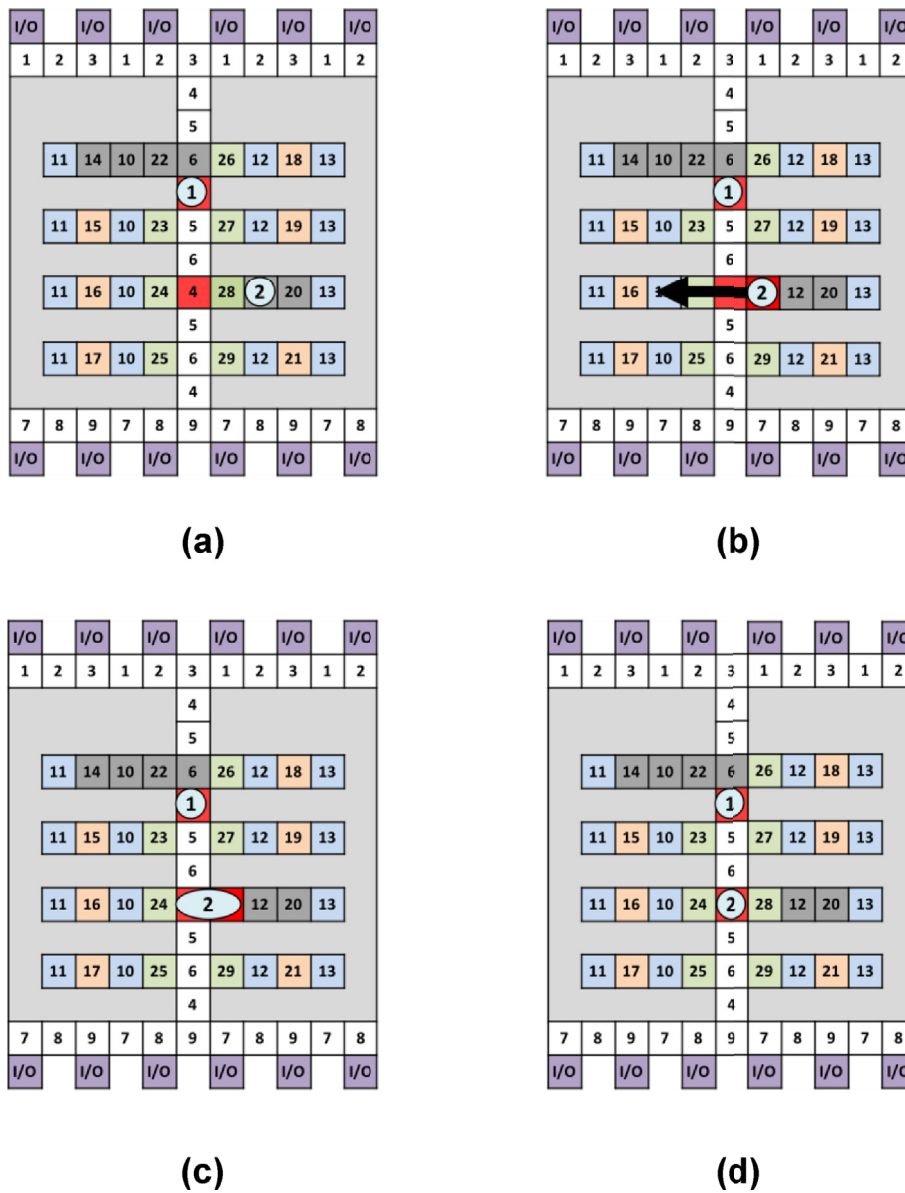 I/O I/O I/O I/O I/O I/O
1 2 3 1 2 3 1 2 3 1 2
4
5
11 14 10 22 6 26 12 18 13
1
11 15 10 23 5 27 12 19 13
6
11 16 10 24 4 28 2 20 13
5
11 17 10 25 6 29 12 21 13
4
7 8 9 7 8 9 7 8 9 7 8
I/O I/O I/O I/O I/O I/O
(a)
I/O I/O I/O I/O I/O I/O
1 2 3 1 2 3 1 2 3 1 2
4
5
11 14 10 22 6 26 12 18 13
1
11 15 10 23 5 27 12 19 13
6
11 16 2 12 20 13
5
11 17 10 25 6 29 12 21 13
4
7 8 9 7 8 9 7 8 9 7 8
I/O I/O I/O I/O I/O I/O
(b)
I/O I/O I/O I/O I/O I/O
1 2 3 1 2 3 1 2 3 1 2
4
5
11 14 10 22 6 26 12 18 13
1
11 15 10 23 5 27 12 19 13
6
11 16 10 24 2 12 20 13
5
11 17 10 25 6 29 12 21 13
4
7 8 9 7 8 9 7 8 9 7 8
I/O I/O I/O I/O I/O I/O
(c)
I/O I/O I/O I/O I/O I/O
1 2 3 1 2 3 1 2 3 1 2
4
5
11 14 10 22 6 26 12 18 13
1
11 15 10 23 5 27 12 19 13
6
11 16 10 24 2 28 12 20 13
5
11 17 10 25 6 29 12 21 13
4
7 8 9 7 8 9 7 8 9 7 8
I/O I/O I/O I/O I/O I/O
(d)